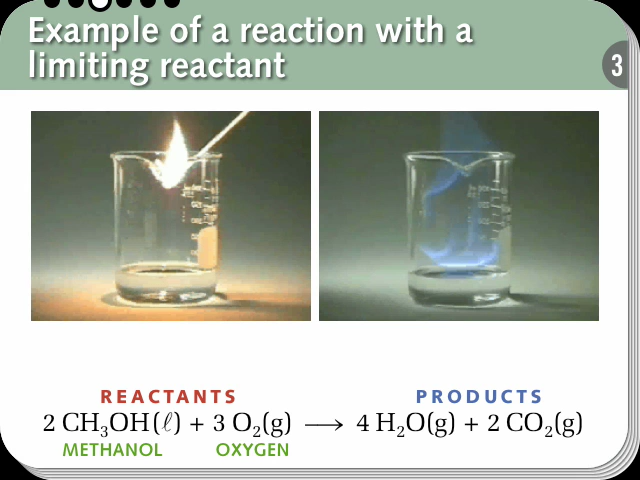 Example of a reaction with a
limiting reactant
3
REACTANTS PRODUCTS
2 CH₃OH(ℓ) + 3 O₂(g) ⟶ 4 H₂O(g) + 2 CO₂(g)
METHANOL OXYGEN